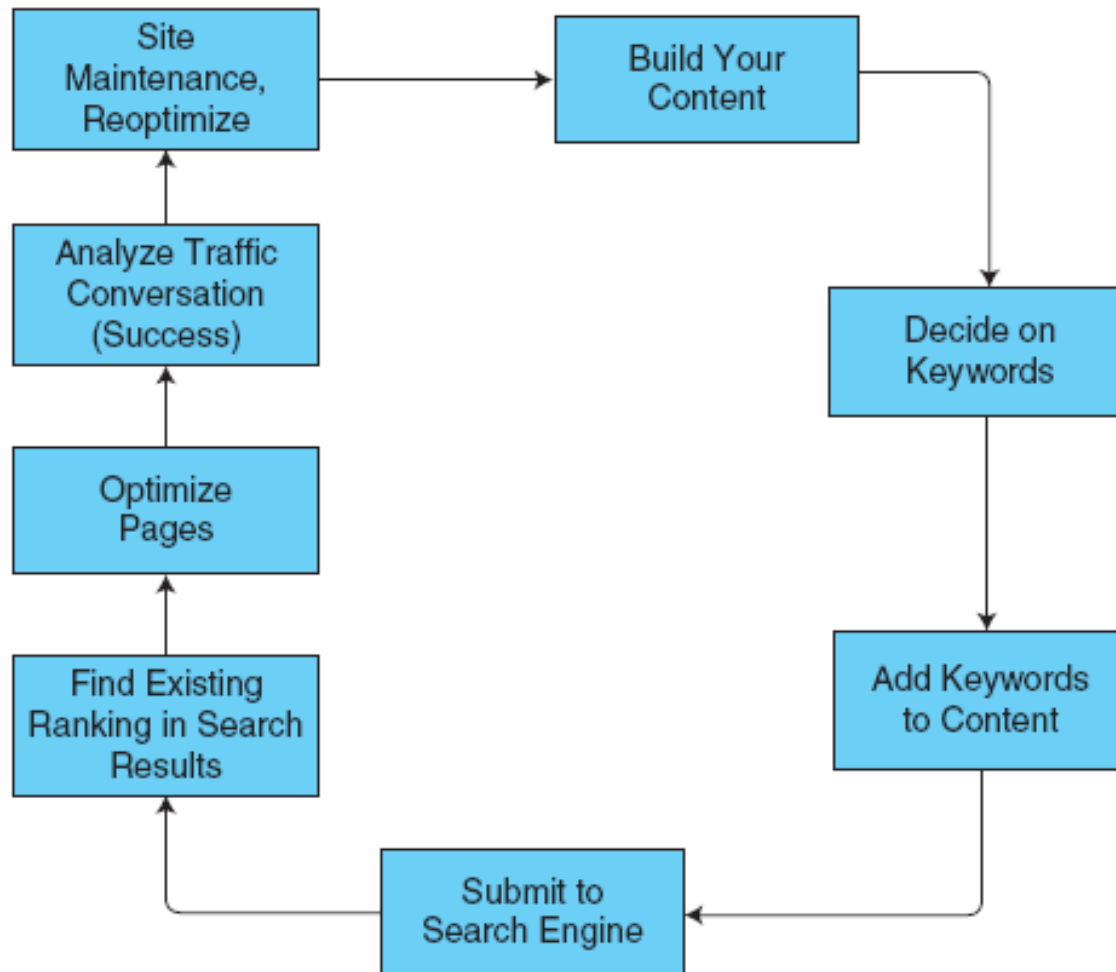 Site
Maintenance,
Reoptimize
Build Your
Content
Decide on
Keywords
Add Keywords
to Content
Submit to
Search Engine
Find Existing
Ranking in Search
Results
Optimize
Pages
Analyze Traffic
Conversation
(Success)